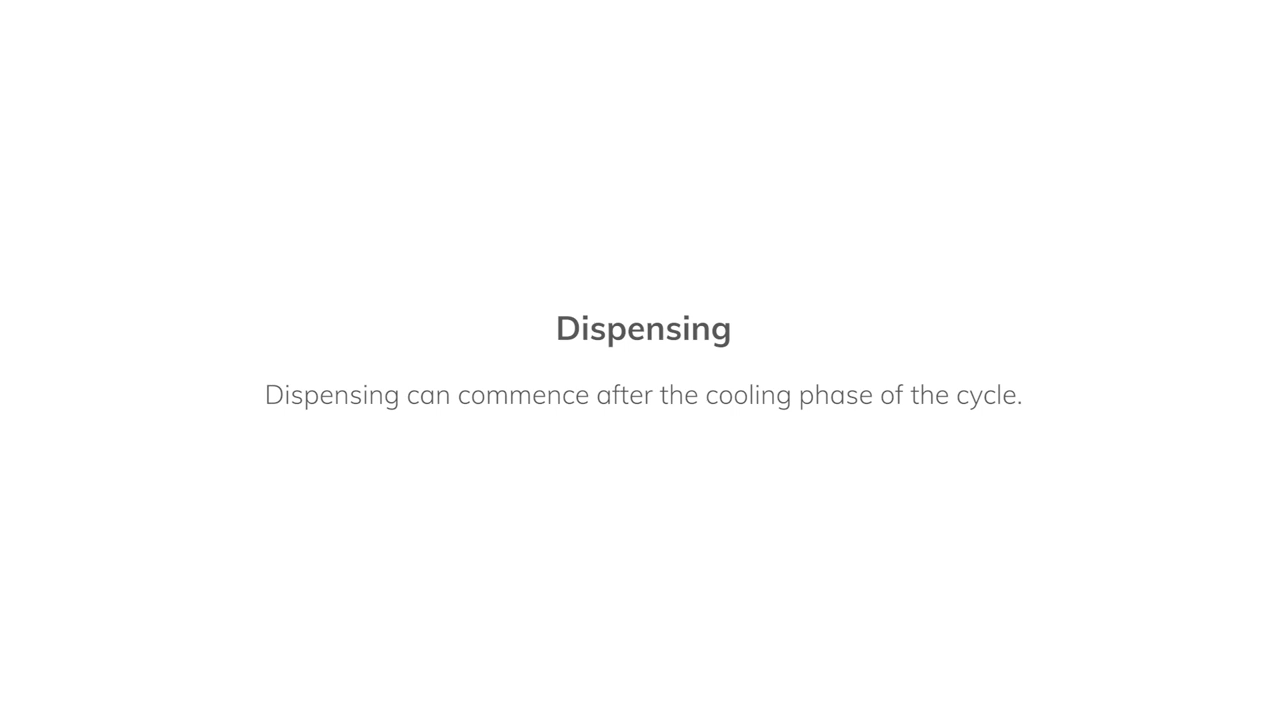 Dispensing
Dispensing can commence after the cooling phase of the cycle.